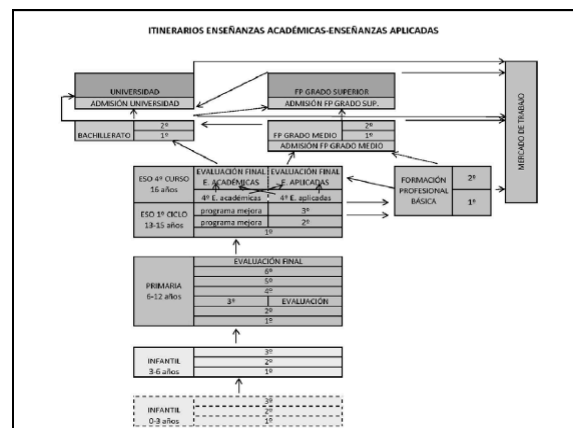 ITINERARIOS ENSEÑANZAS ACADÉMICAS-ENSEÑANZAS APLICADAS
UNIVERSIDAD
ADMISIÓN UNIVERSIDAD
FP GRADO SUPERIOR
ADMISIÓN FP GRADO SUP.
MERCADO DE TRABAJO
BACHILLERATO
2º
1º
FP GRADO MEDIO
2º
1º
ADMISIÓN FP GRADO MEDIO
ESO 4º CURSO
16 años
EVALUACIÓN FINAL
E. ACADÉMICAS
EVALUACIÓN FINAL
E. APLICADAS
4º E. académicas
4º E. aplicadas
ESO 1º CICLO
13-15 años
programa mejora
3º
programa mejora
2º
1º
FORMACIÓN
PROFESIONAL
BÁSICA
2º
1º
PRIMARIA
6-12 años
EVALUACIÓN FINAL
6º
5º
4º
3º
EVALUACIÓN
2º
1º
INFANTIL
3-6 años
3º
2º
1º
INFANTIL
0-3 años
3º
2º
1º